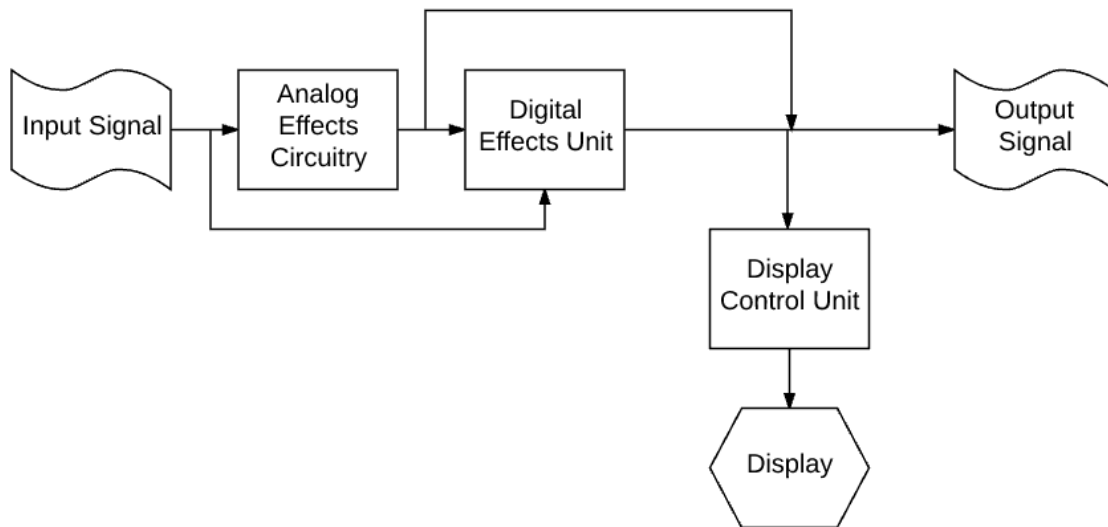 Input Signal
Analog
Effects
Circuitry
Digital
Effects Unit
Output
Signal
Display
Control Unit
Display